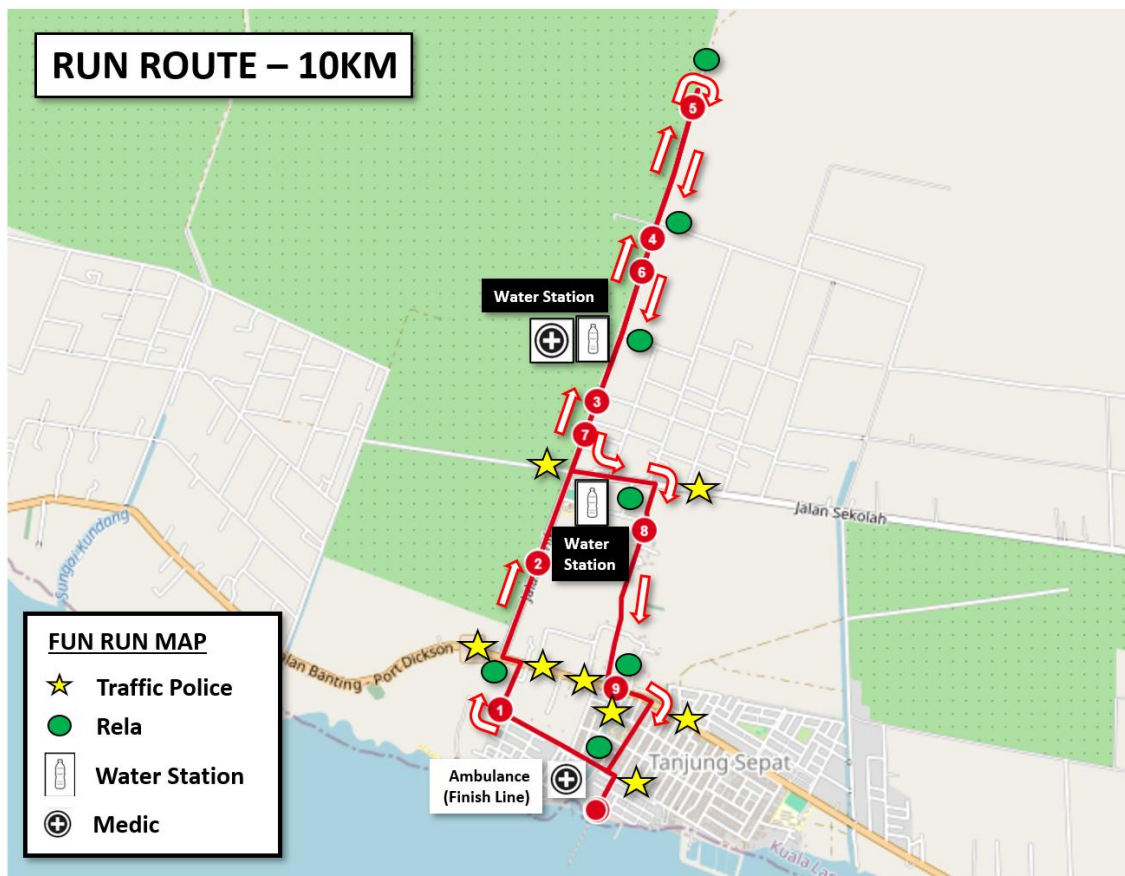 RUN ROUTE – 10KM
5
4
6
Water Station
3
7
Jalan Sekolah
8
Water
Station
2
Sungai Kundang
FUN RUN MAP
Traffic Police
Rela
Water Station
Medic
Jalan Banting - Port Dickson
9
1
Tanjung Sepat
Ambulance
(Finish Line)